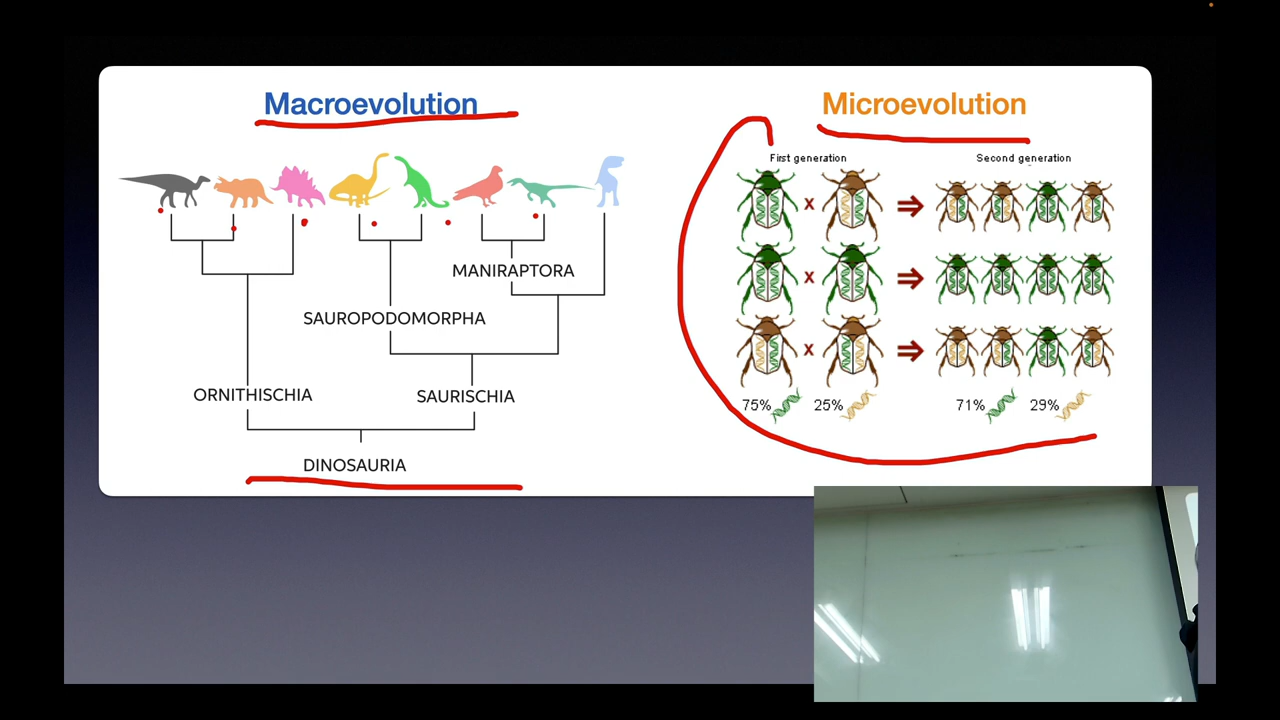 Macroevolution
MANIRAPTORA
SAUROPODOMORPHA
ORNITHISCHIA
SAURISCHIA
DINOSAURIA
Microevolution
First generation
Second generation
x
x
x
75%
25%
71%
29%